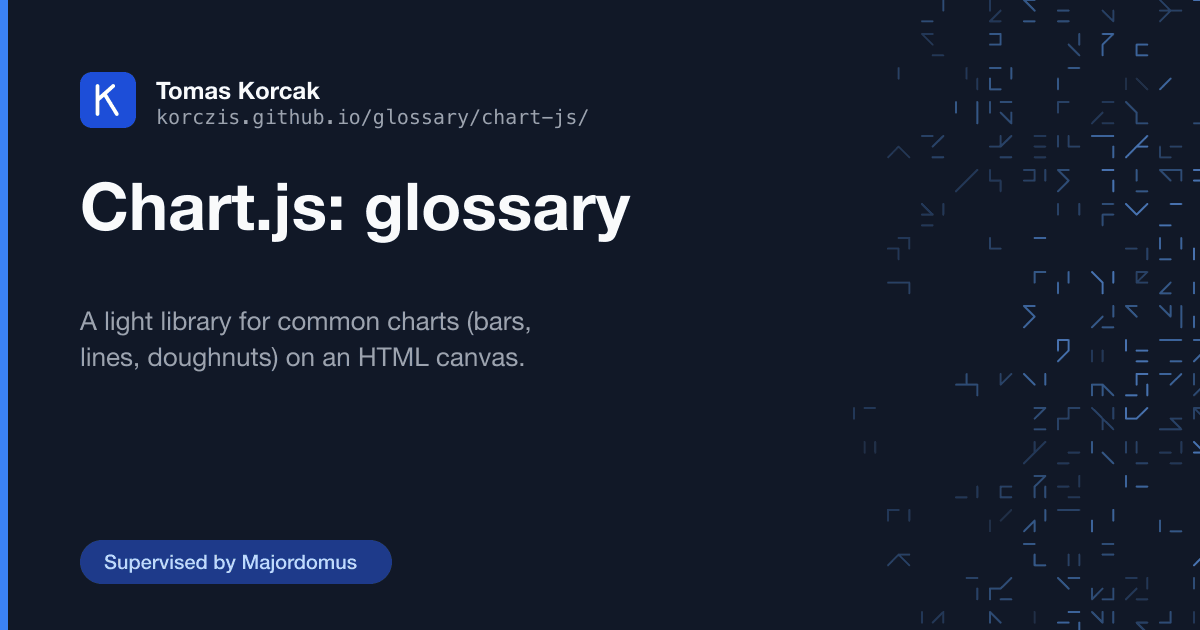 Tomas Korcak
korczis.github.io/glossary/chart-js/
Chart.js: glossary
A light library for common charts (bars,
lines, doughnuts) on an HTML canvas.
Supervised by Majordomus